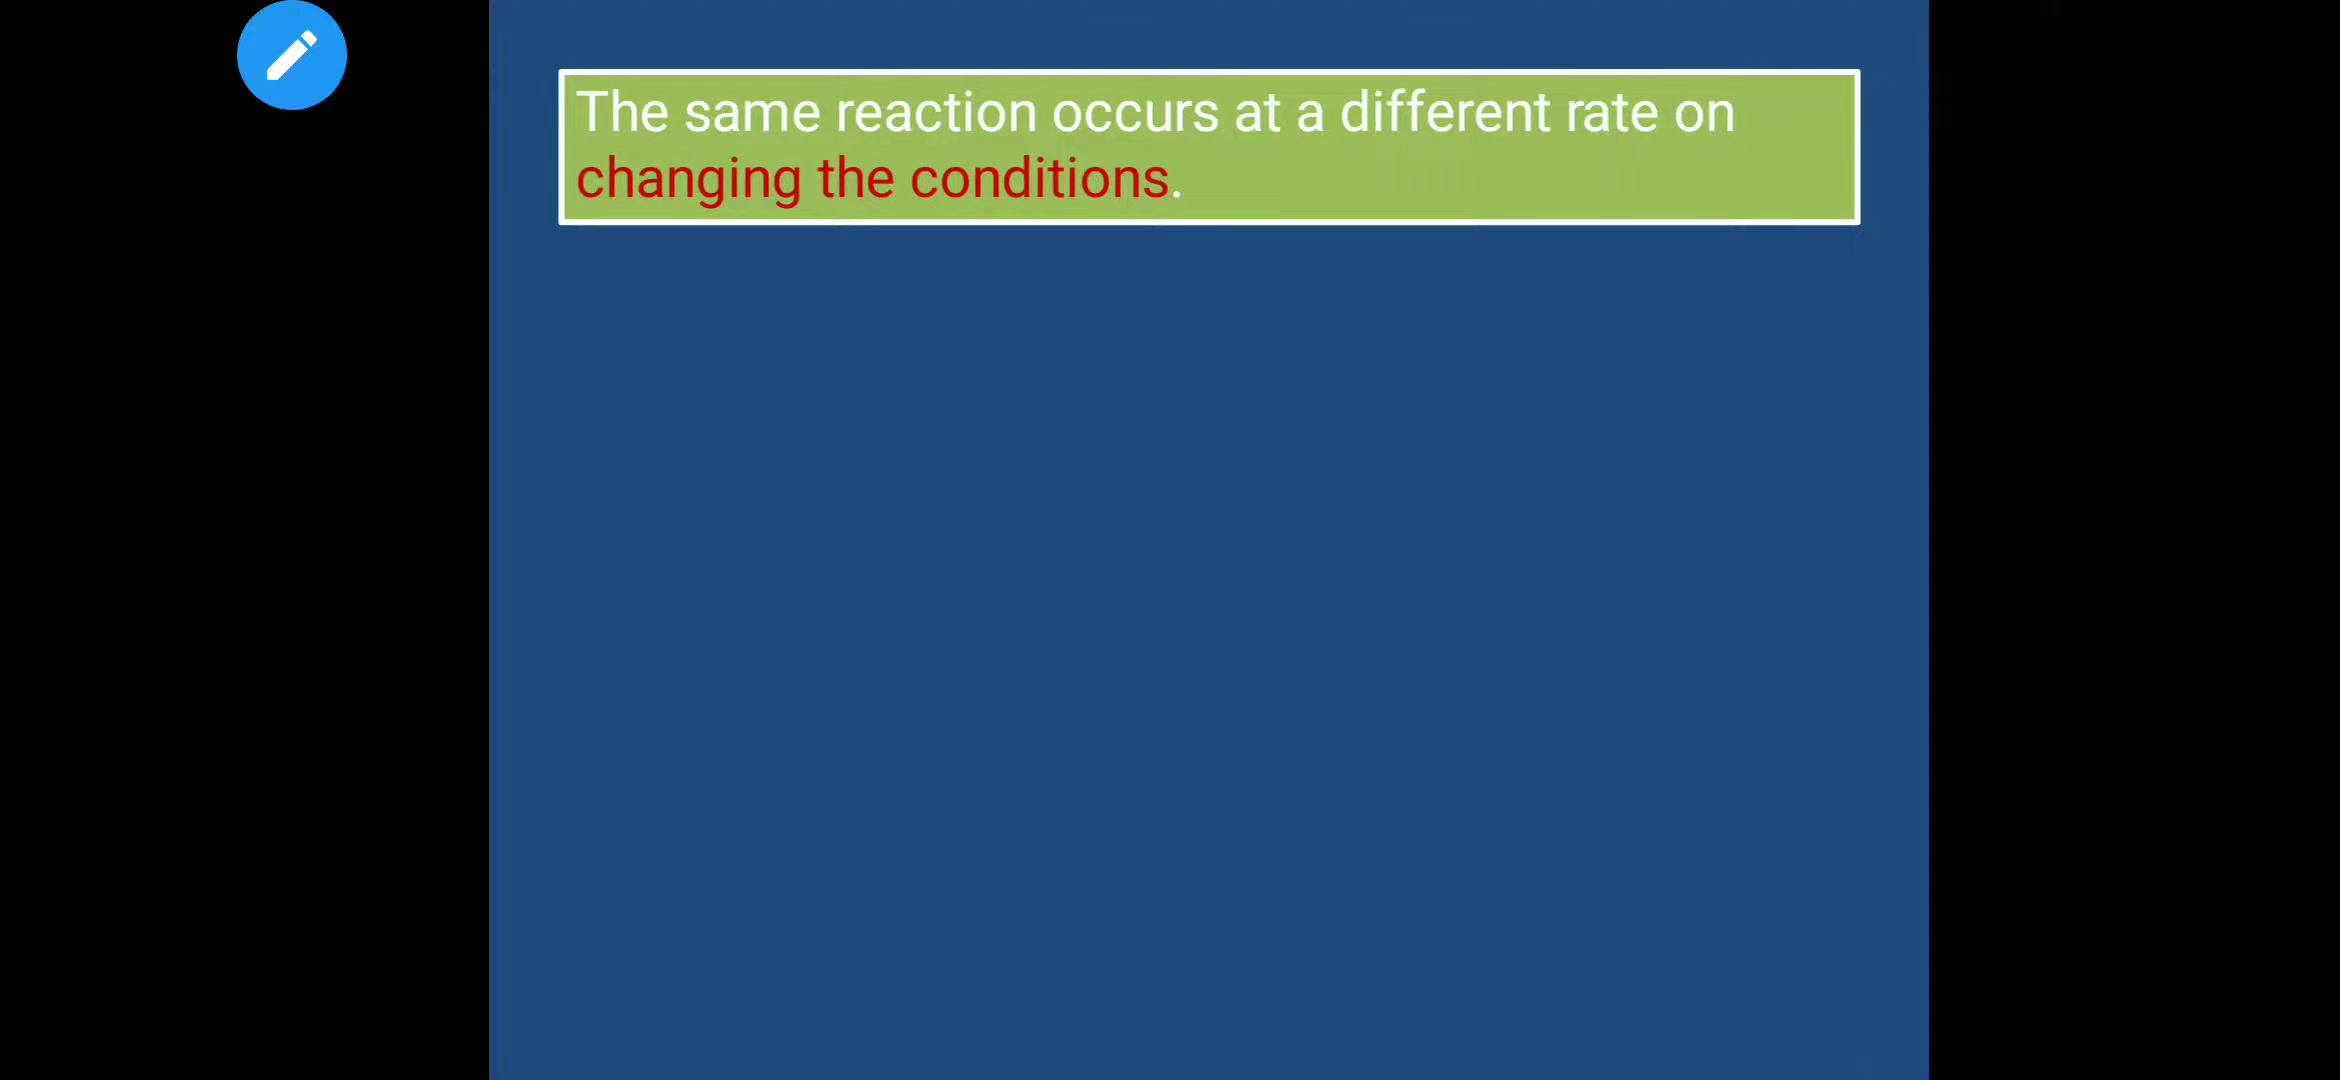 The same reaction occurs at a different rate on
changing the conditions.